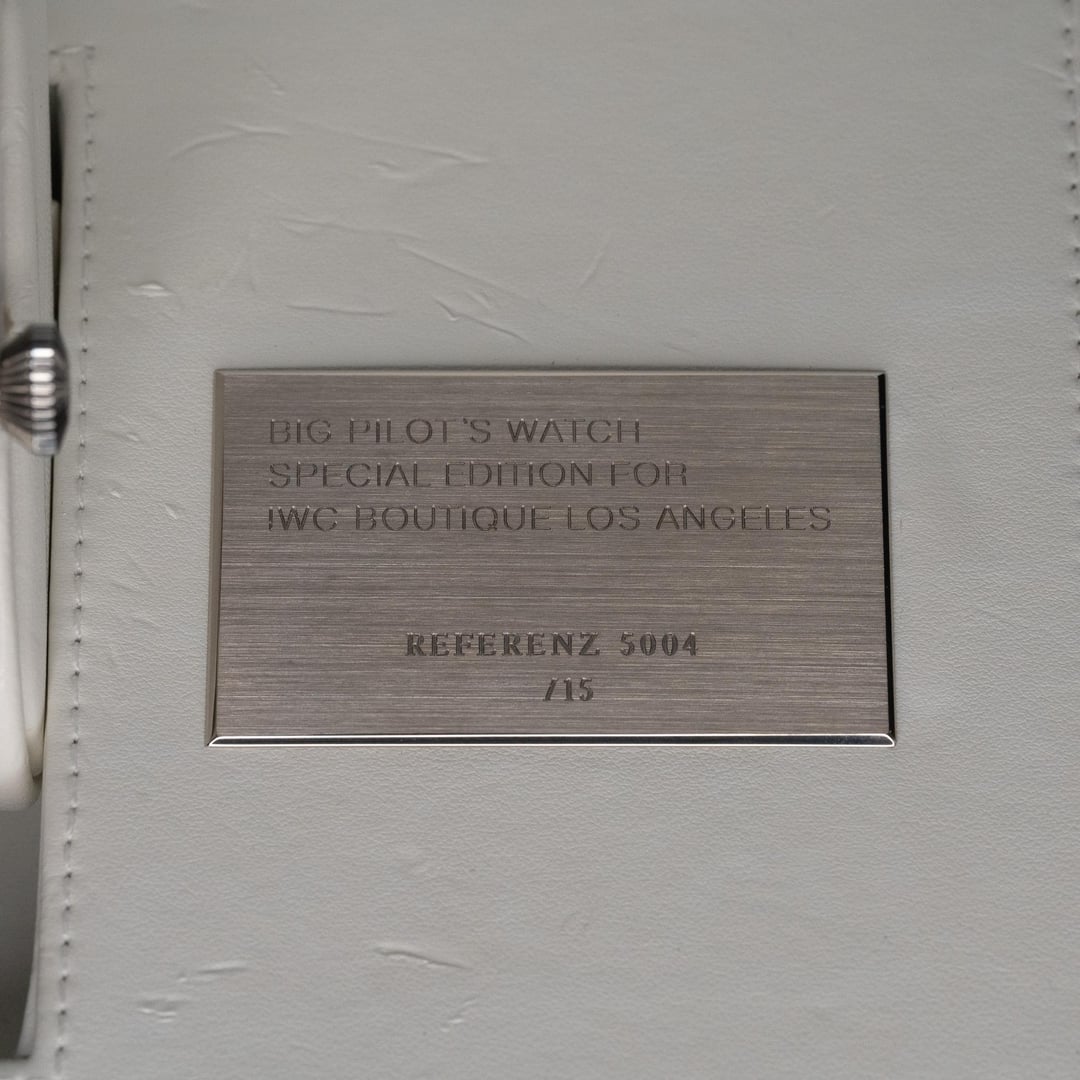 BIG PILOT'S WATCH
SPECIAL EDITION FOR
IWC BOUTIQUE LOS ANGELES
REFERENZ 5004
/15